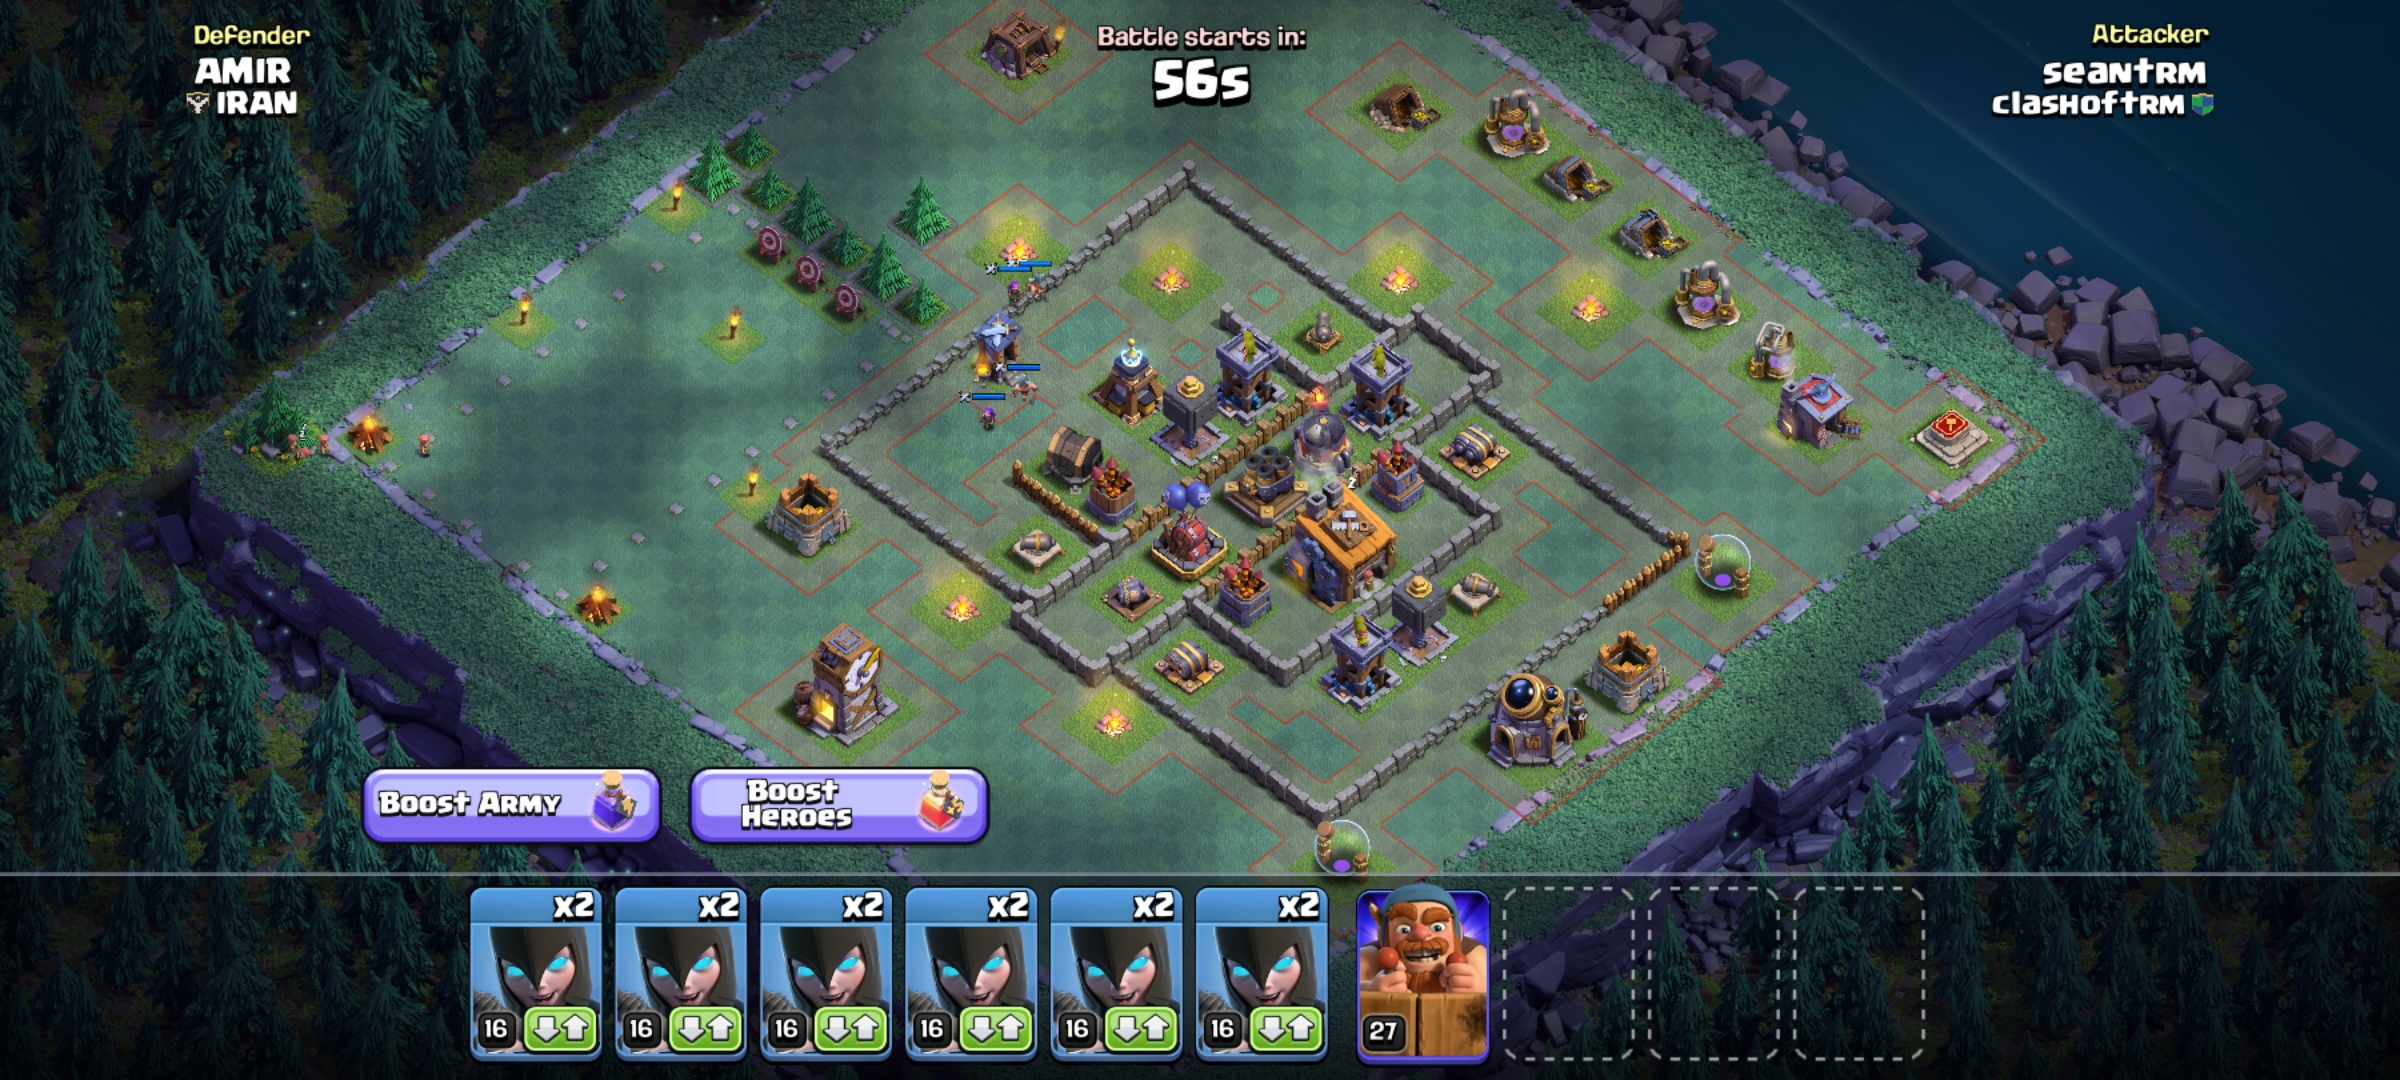 Defender
AMIR
IRAN
Battle starts in:
56s
Attacker
seantRM
clashoftRM
Boost Army
Boost
Heroes
x2
x2
x2
x2
x2
x2
16
16
16
16
16
16
27